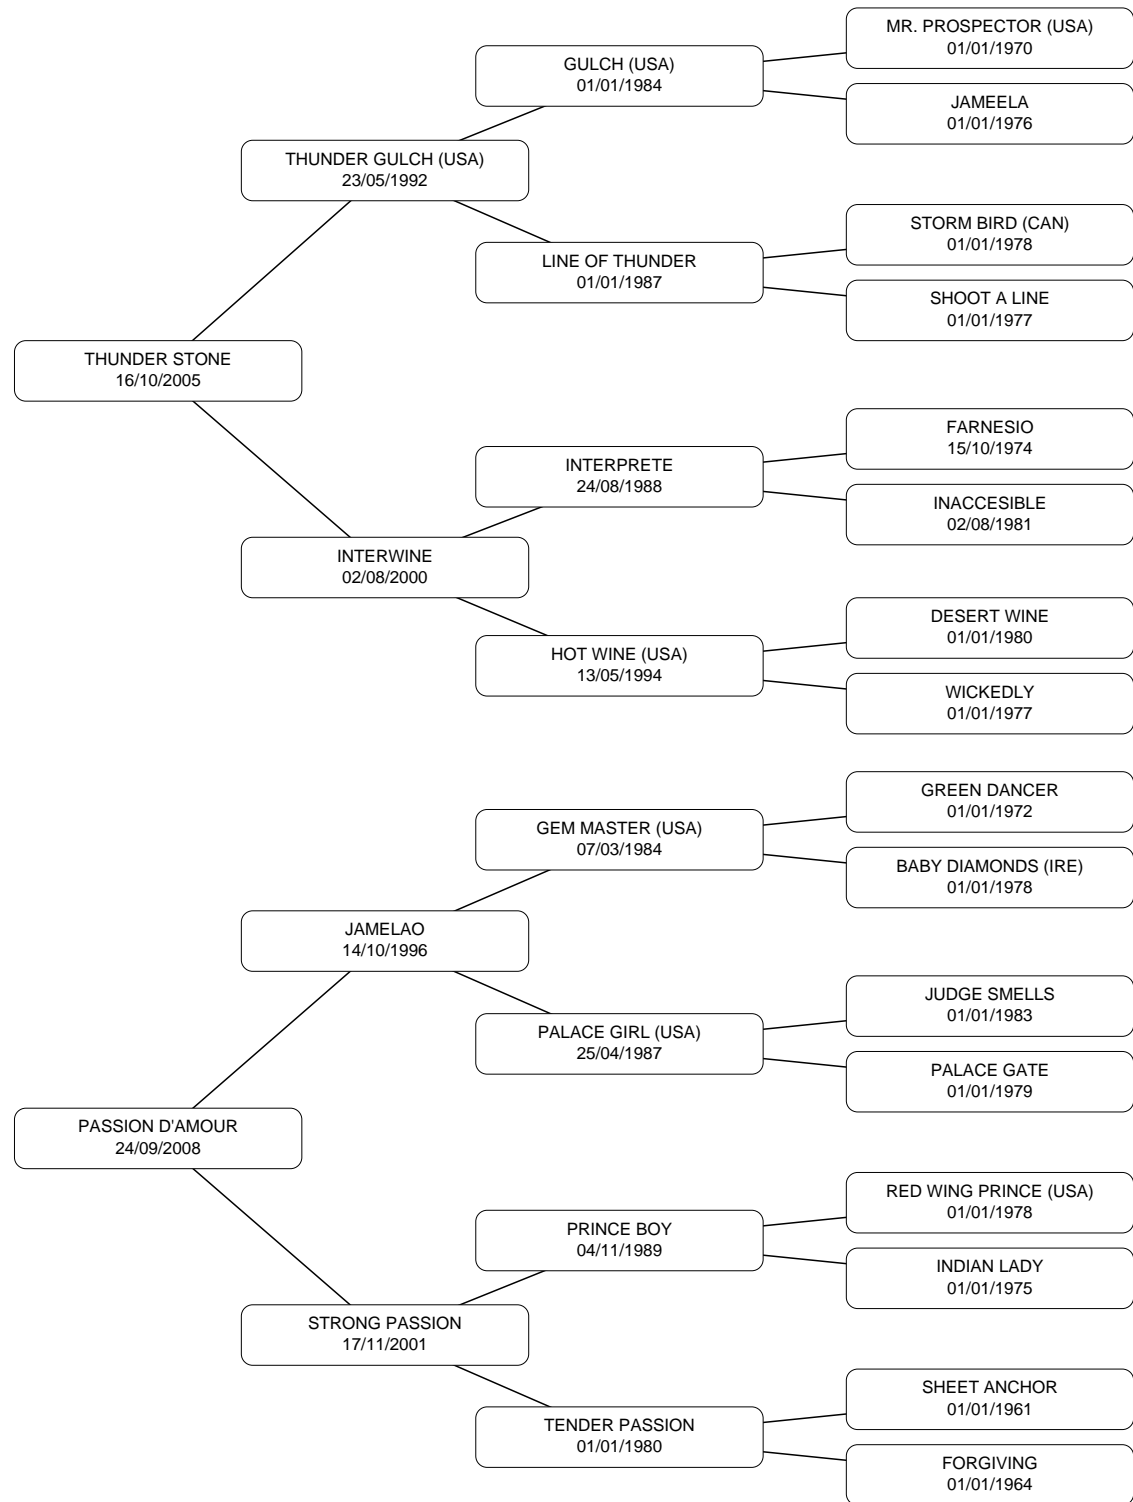 MR. PROSPECTOR (USA)
01/01/1970
GULCH (USA)
01/01/1984
JAMEELA
01/01/1976
THUNDER GULCH (USA)
23/05/1992
STORM BIRD (CAN)
01/01/1978
LINE OF THUNDER
01/01/1987
SHOOT A LINE
01/01/1977
THUNDER STONE
16/10/2005
FARNESIO
15/10/1974
INTERPRETE
24/08/1988
INACCESIBLE
02/08/1981
INTERWINE
02/08/2000
DESERT WINE
01/01/1980
HOT WINE (USA)
13/05/1994
WICKEDLY
01/01/1977
GREEN DANCER
01/01/1972
GEM MASTER (USA)
07/03/1984
BABY DIAMONDS (IRE)
01/01/1978
JAMELAO
14/10/1996
JUDGE SMELLS
01/01/1983
PALACE GIRL (USA)
25/04/1987
PALACE GATE
01/01/1979
PASSION D'AMOUR
24/09/2008
RED WING PRINCE (USA)
01/01/1978
PRINCE BOY
04/11/1989
INDIAN LADY
01/01/1975
STRONG PASSION
17/11/2001
SHEET ANCHOR
01/01/1961
TENDER PASSION
01/01/1980
FORGIVING
01/01/1964